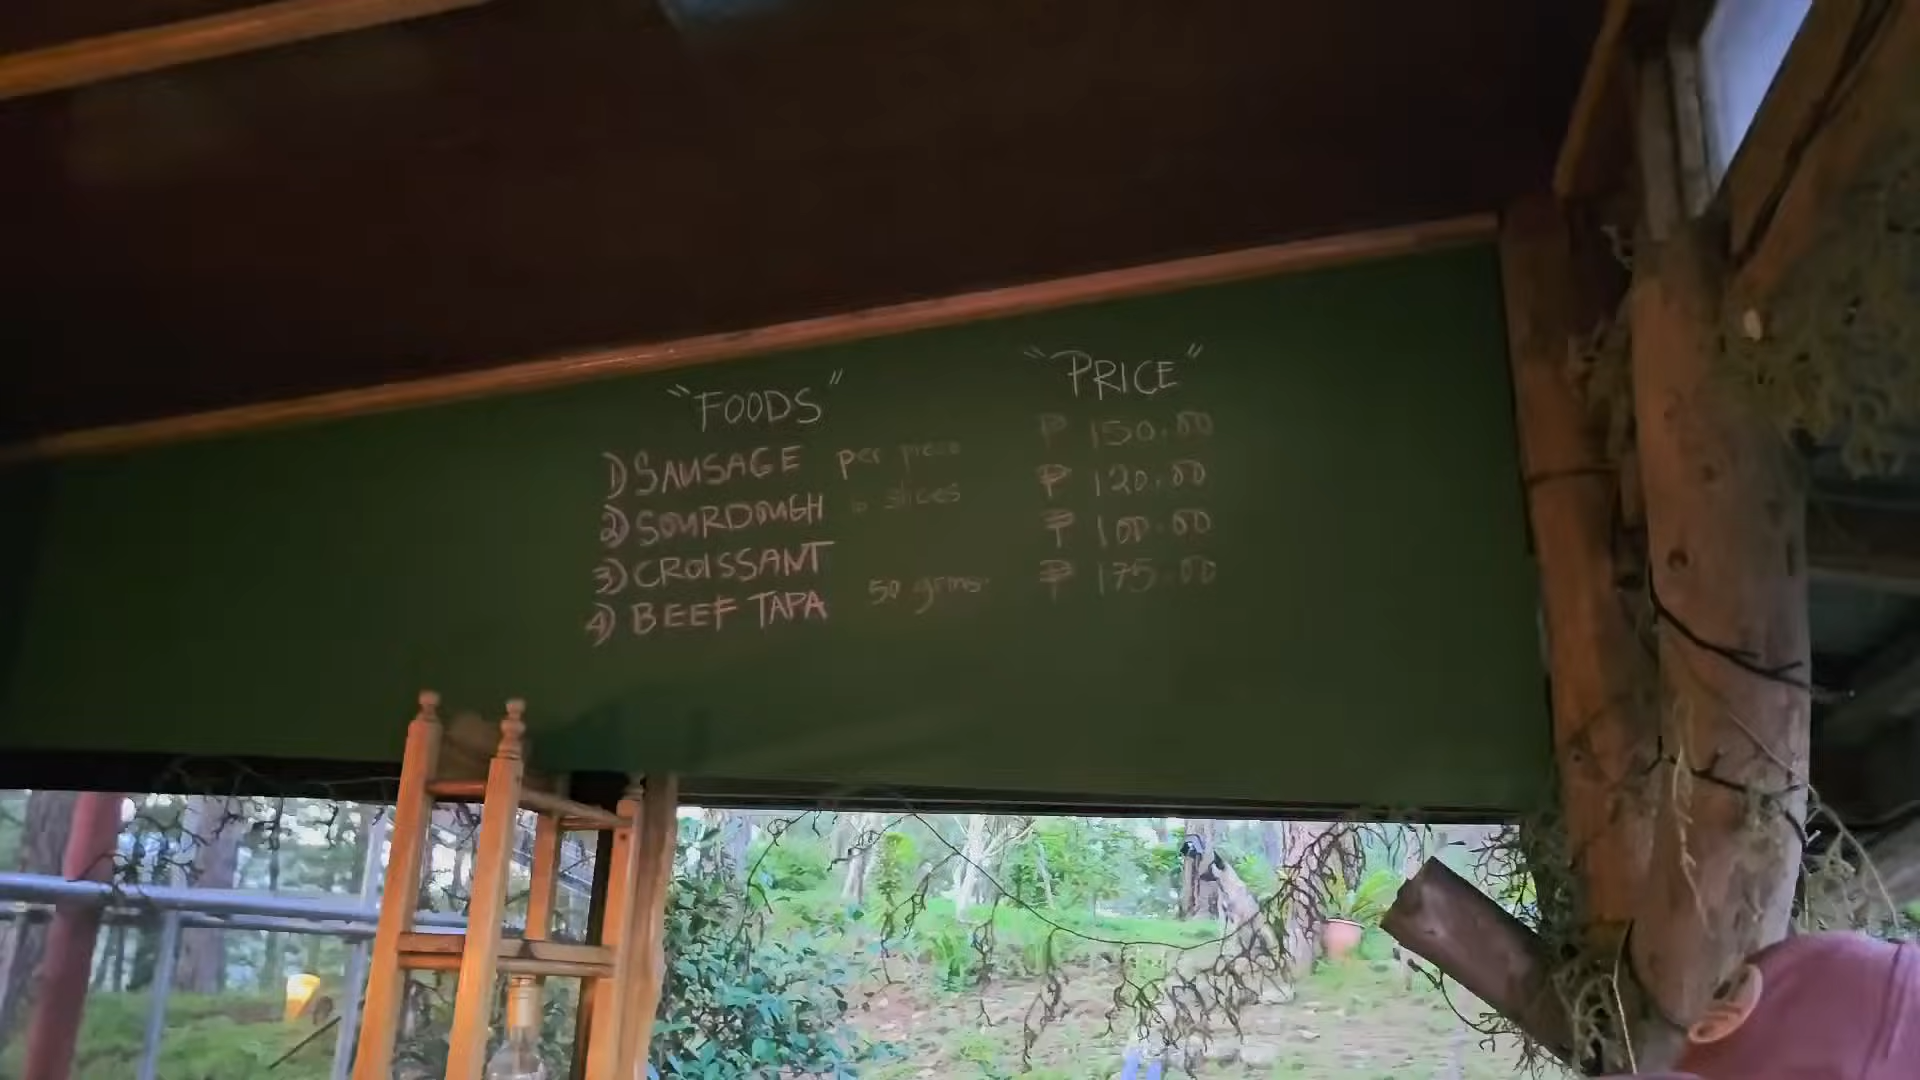 "FOODS" "PRICE"
1) SAUSAGE per piece ₱ 150.00
2) SOURDOUGH 6 slices ₱ 120.00
3) CROISSANT ₱ 100.00
4) BEEF TAPA 50 grms. ₱ 175.00